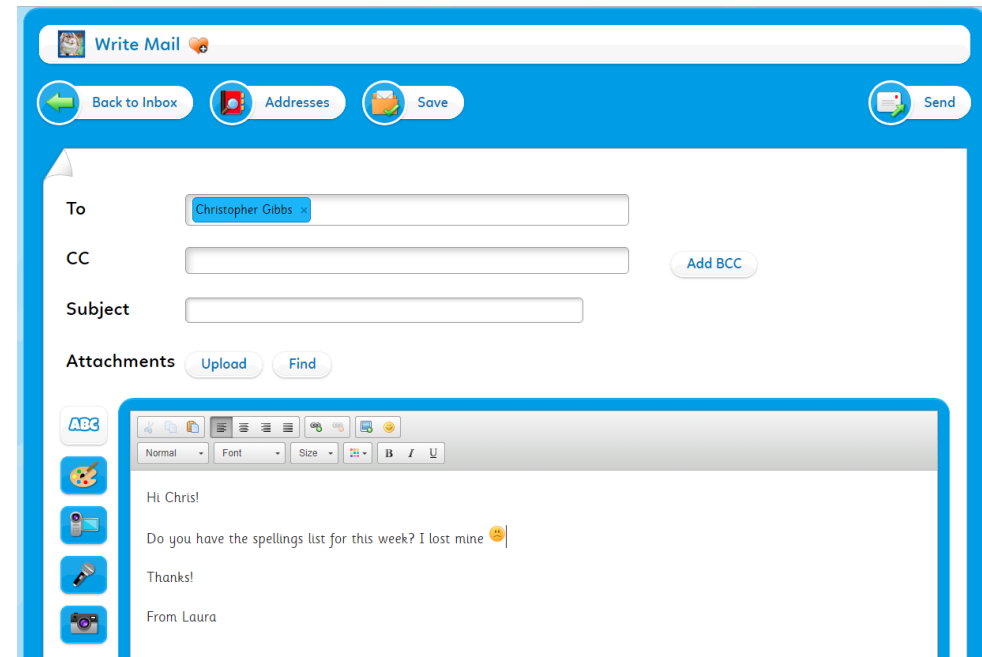 Write Mail
Back to Inbox Addresses Save Send
To Christopher Gibbs ×
CC Add BCC
Subject
Attachments Upload Find
ABC
Normal Font Size B I U
Hi Chris!
Do you have the spellings list for this week? I lost mine
Thanks!
From Laura